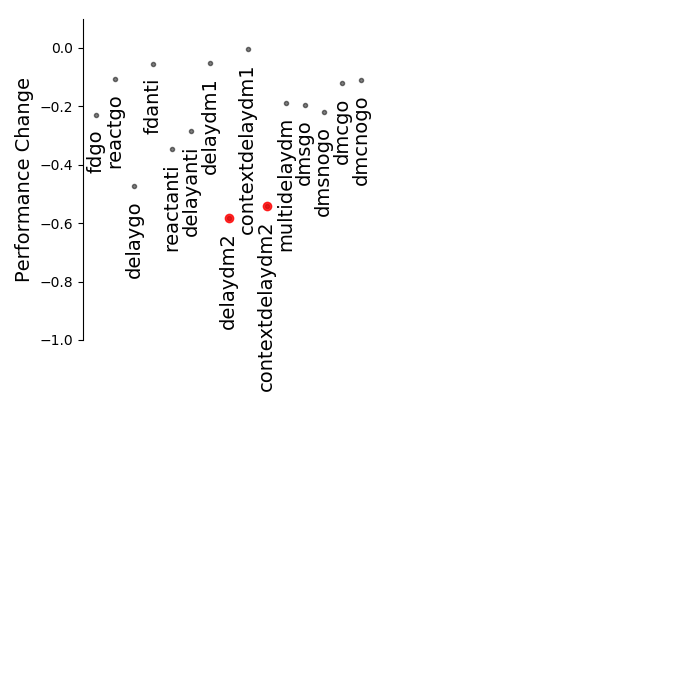 Performance Change
0.0
−0.2
−0.4
−0.6
−0.8
−1.0
fdgo
reactgo
delaygo
fdanti
reactanti
delayanti
delaydm1
delaydm2
contextdelaydm1
contextdelaydm2
multidelaydm
dmsgo
dmsnogo
dmcgo
dmcnogo